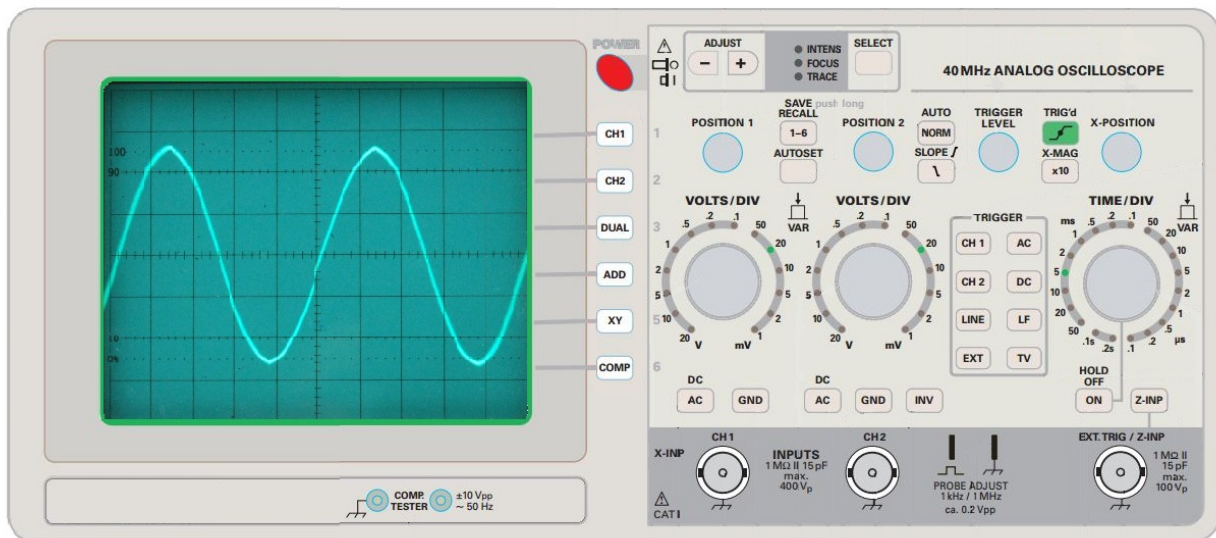 POWER
ADJUST
− +
INTENS
FOCUS
TRACE
SELECT
40 MHz ANALOG OSCILLOSCOPE
push long
POSITION 1
SAVE
RECALL
1–6
AUTOSET
POSITION 2
AUTO
NORM
SLOPE
TRIGGER
LEVEL
TRIG'd
X-MAG
x10
X-POSITION
100
90
10
0%
CH1
CH2
DUAL
ADD
XY
COMP
1
2
3
5
6
VOLTS/DIV
VAR
20 10 5 2 1 .5 .2 .1 50 20 10 5 2 1
V mV
VOLTS/DIV
VAR
20 10 5 2 1 .5 .2 .1 50 20 10 5 2 1
V mV
TRIGGER
CH 1 AC
CH 2 DC
LINE LF
EXT TV
TIME/DIV
VAR
ms
.2s .1s 50 20 10 5 2 1 .5 .2 .1 50 20 10 5 2 1 .5 .2 .1
µs
DC
AC
GND
DC
AC
GND
INV
HOLD
OFF
ON
Z-INP
X-INP
CH 1
INPUTS
1 MΩ II 15 pF
max.
400 Vp
CH 2
PROBE ADJUST
1 kHz / 1 MHz
ca. 0.2 Vpp
EXT. TRIG / Z-INP
1 MΩ II
15 pF
max.
100 Vp
CAT I
COMP.
TESTER
±10 Vpp
~ 50 Hz